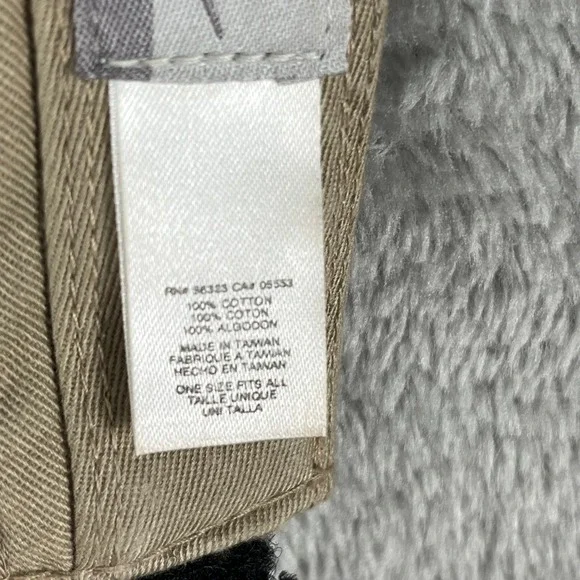 RN# 56323 CA# 05553
100% COTTON
100% COTON
100% ALGODON
MADE IN TAIWAN
FABRIQUE A TAIWAN
HECHO EN TAIWAN
ONE SIZE FITS ALL
TAILLE UNIQUE
UNI TALLA